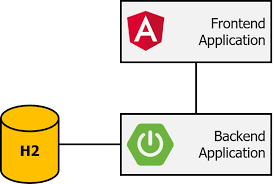 Frontend
Application
Backend
Application
H2